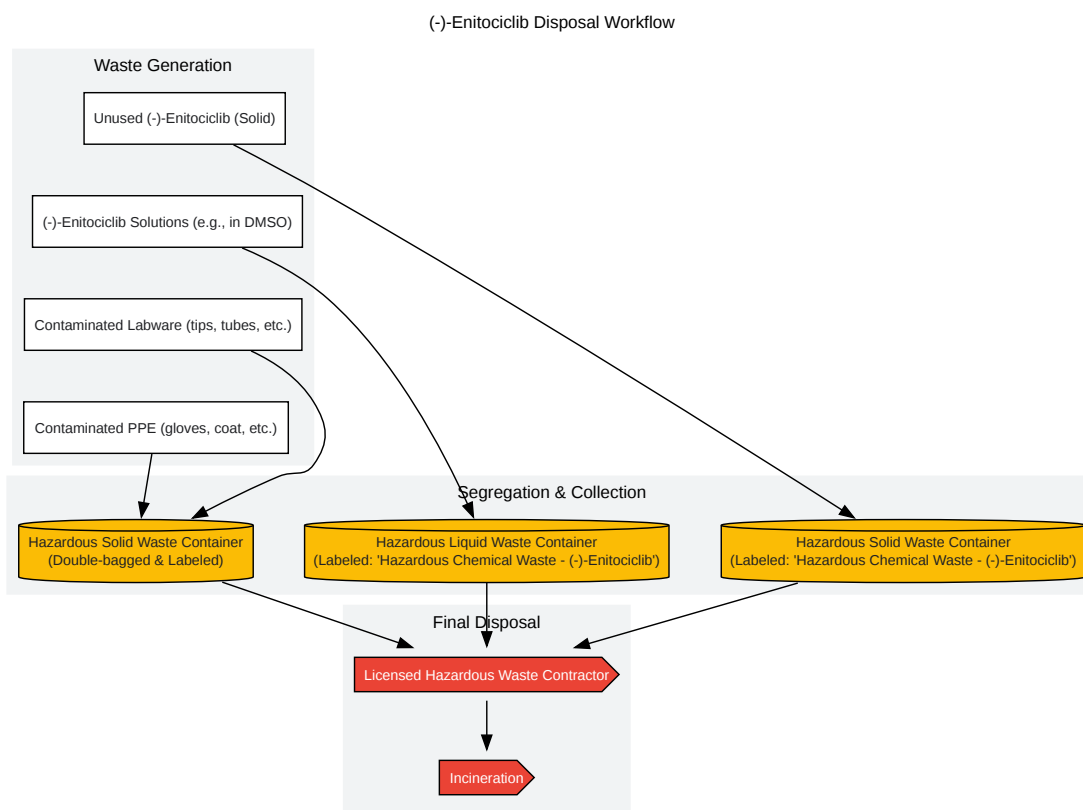 (-)-Enitociclib Disposal Workflow
Waste Generation
Unused (-)-Enitociclib (Solid)
(-)-Enitociclib Solutions (e.g., in DMSO)
Contaminated Labware (tips, tubes, etc.)
Contaminated PPE (gloves, coat, etc.)
Segregation & Collection
Hazardous Solid Waste Container
(Double-bagged & Labeled)
Hazardous Liquid Waste Container
(Labeled: 'Hazardous Chemical Waste - (-)-Enitociclib')
Hazardous Solid Waste Container
(Labeled: 'Hazardous Chemical Waste - (-)-Enitociclib')
Final Disposal
Licensed Hazardous Waste Contractor
Incineration